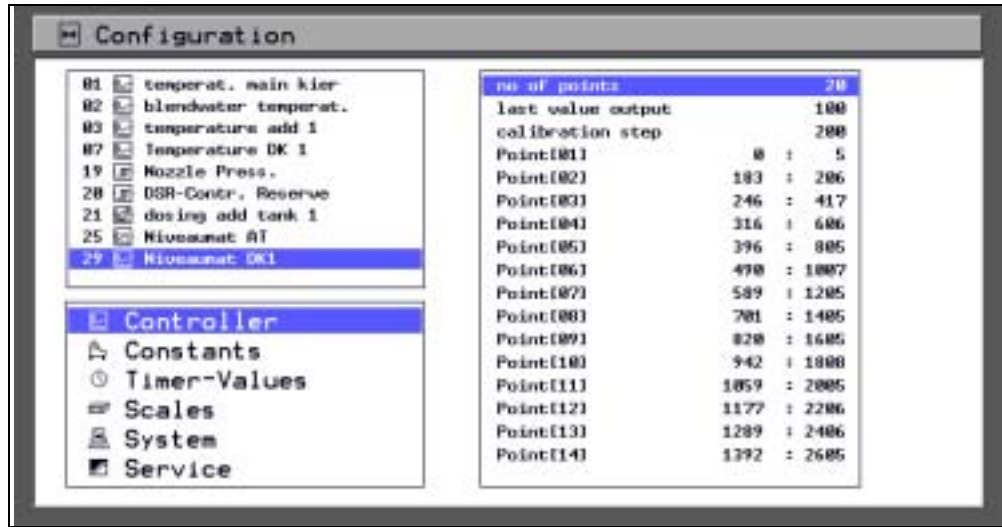 Configuration
01 temperat. main kier
02 blendwater temperat.
03 temperature add 1
07 Temperature DK 1
19 Nozzle Press.
20 DSR-Contr. Reserve
21 dosing add tank 1
25 Niveaumat AT
29 Niveaumat DK1
Controller
Constants
Timer-Values
Scales
System
Service
no of points 20
last value output 100
calibration step 200
Point[01] 0 : 5
Point[02] 183 : 206
Point[03] 246 : 417
Point[04] 316 : 606
Point[05] 396 : 805
Point[06] 490 : 1007
Point[07] 589 : 1205
Point[08] 701 : 1405
Point[09] 820 : 1605
Point[10] 942 : 1808
Point[11] 1059 : 2005
Point[12] 1177 : 2206
Point[13] 1289 : 2406
Point[14] 1392 : 2605